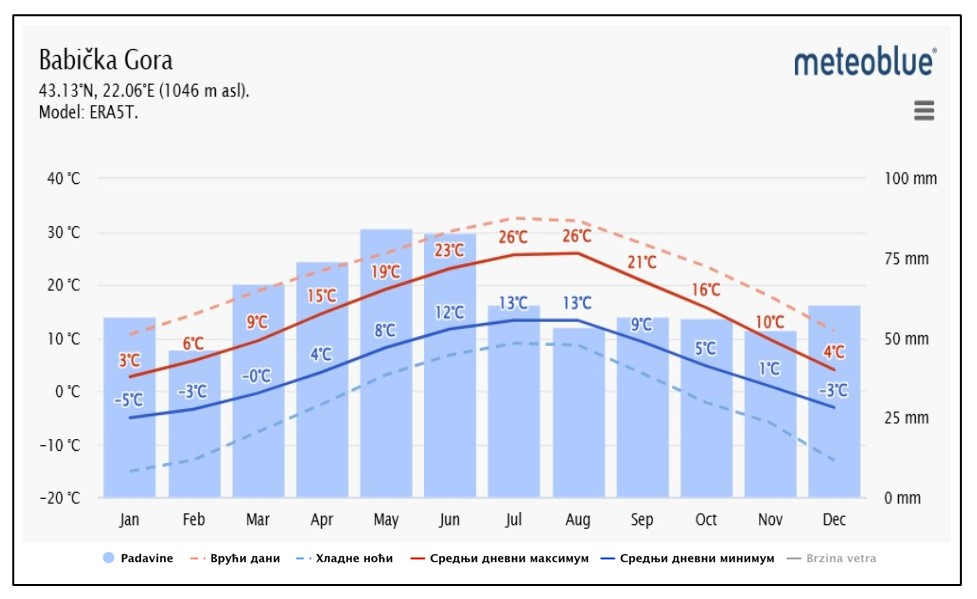 Babička Gora
meteoblue®
43.13°N, 22.06°E (1046 m asl).
Model: ERA5T.
40 °C
100 mm
30 °C
75 mm
20 °C
10 °C
50 mm
0 °C
25 mm
-10 °C
-20 °C
0 mm
3°C 6°C 9°C 15°C 19°C 23°C 26°C 26°C 21°C 16°C 10°C 4°C
-5°C -3°C -0°C 4°C 8°C 12°C 13°C 13°C 9°C 5°C 1°C -3°C
Jan Feb Mar Apr May Jun Jul Aug Sep Oct Nov Dec
Padavine Врући дани Хладне ноћи Средњи дневни максимум Средњи дневни минимум Brzina vetra